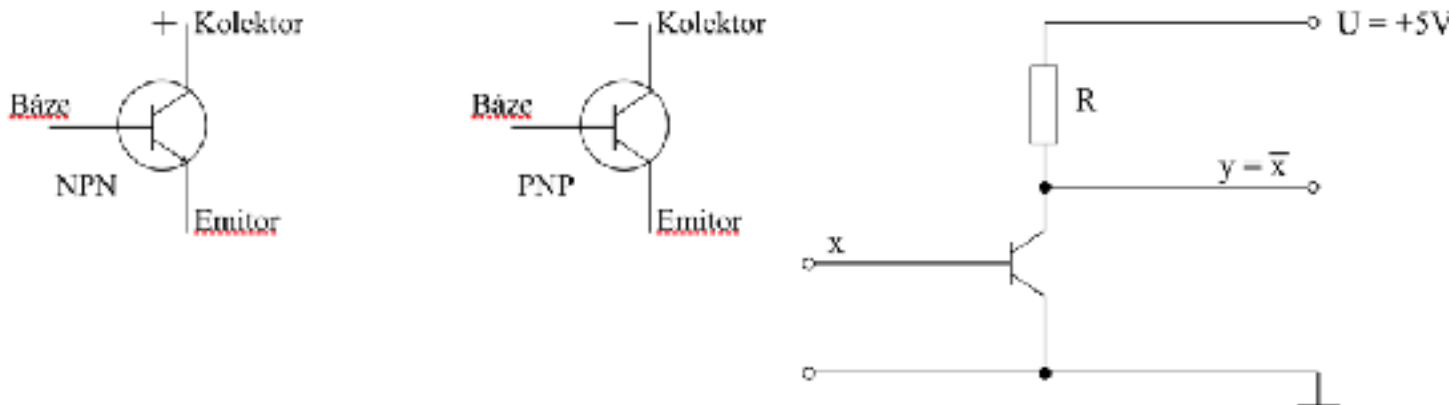 + Kolektor
Báze
NPN
Emitor
− Kolektor
Báze
PNP
Emitor
U = +5V
R
y = x̅
x